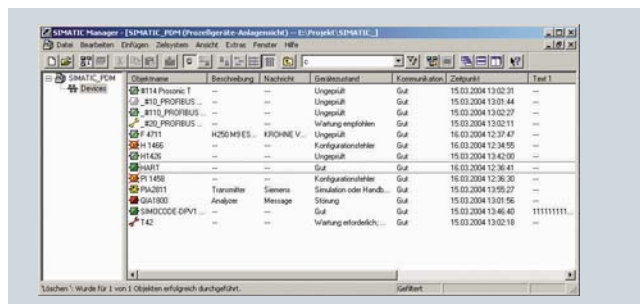 SIMATIC Manager - [SIMATIC_PDM (Prozeßgeräte-Anlagensicht) -- E:\Projekt\SIMATIC_]
Datei Bearbeiten Einfügen Zielsystem Ansicht Extras Fenster Hilfe
SIMATIC_PDM
Devices
Objektname Beschreibung Nachricht Gerätezustand Kommunikation Zeitpunkt Text 1
#114 Posonic T --- --- Ungeprüft Gut 15.03.2004 13:02:31 ---
_#10_PROFIBUS ... --- --- Ungeprüft Gut 15.03.2004 13:01:44 ---
_#110_PROFIBUS ... --- --- Ungeprüft Gut 15.03.2004 13:02:27 ---
_#20_PROFIBUS ... --- --- Wartung empfohlen Gut 15.03.2004 13:02:11 ---
F 4711 H250 M9 ES... KROHNE V... Ungeprüft Gut 16.03.2004 12:37:47 ---
H 1466 --- --- Konfigurationsfehler Gut 16.03.2004 12:34:55 ---
H1426 --- --- Ungeprüft Gut 15.03.2004 13:42:00 ---
HART --- --- Gut Gut 16.03.2004 12:36:41 ---
PI 1458 --- --- Konfigurationsfehler Gut 16.03.2004 12:36:30 ---
PIA2811 Transmitter Siemens Simulation oder Handb... Gut 15.03.2004 13:55:27 ---
QIA1800 Analyzer Message Störung Gut 15.03.2004 13:01:56 ---
SIMOCODE-DPV1 ... --- --- Gut Gut 15.03.2004 13:46:40 111111111...
T42 --- --- Wartung erforderlich; ... Gut 15.03.2004 13:02:18 ---
'Löschen': Wurde für 1 von 1 Objekten erfolgreich durchgeführt. Gefiltert